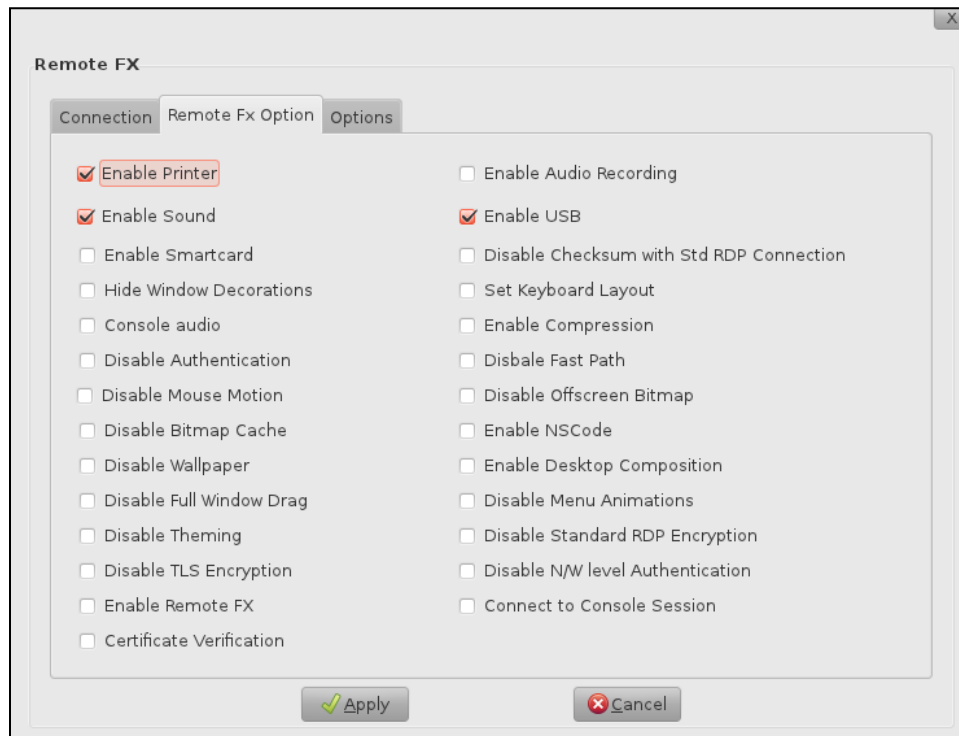 X
Remote FX
Connection Remote Fx Option Options
Enable Printer Enable Audio Recording
Enable Sound Enable USB
Enable Smartcard Disable Checksum with Std RDP Connection
Hide Window Decorations Set Keyboard Layout
Console audio Enable Compression
Disable Authentication Disbale Fast Path
Disable Mouse Motion Disable Offscreen Bitmap
Disable Bitmap Cache Enable NSCode
Disable Wallpaper Enable Desktop Composition
Disable Full Window Drag Disable Menu Animations
Disable Theming Disable Standard RDP Encryption
Disable TLS Encryption Disable N/W level Authentication
Enable Remote FX Connect to Console Session
Certificate Verification
Apply Cancel